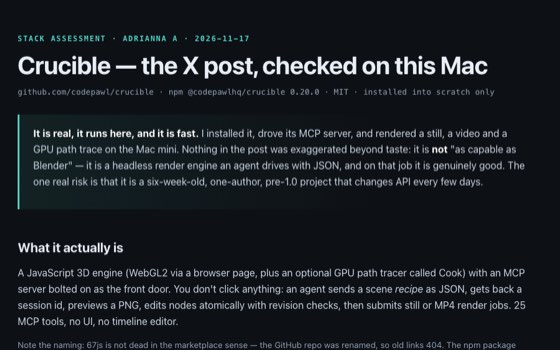 STACK ASSESSMENT · ADRIANNA A · 2026-11-17
Crucible — the X post, checked on this Mac
github.com/codepawl/crucible · npm @codepawlhq/crucible 0.20.0 · MIT · installed into scratch only
It is real, it runs here, and it is fast. I installed it, drove its MCP server, and rendered a still, a video and a
GPU path trace on the Mac mini. Nothing in the post was exaggerated beyond taste: it is not "as capable as
Blender" — it is a headless render engine an agent drives with JSON, and on that job it is genuinely good. The
one real risk is that it is a six-week-old, one-author, pre-1.0 project that changes API every few days.
What it actually is
A JavaScript 3D engine (WebGL2 via a browser page, plus an optional GPU path tracer called Cook) with an MCP
server bolted on as the front door. You don't click anything: an agent sends a scene recipe as JSON, gets back a
session id, previews a PNG, edits nodes atomically with revision checks, then submits still or MP4 render jobs. 25
MCP tools, no UI, no timeline editor.
Note the naming: 67js is not dead in the marketplace sense — the GitHub repo was renamed, so old links 404. The npm package